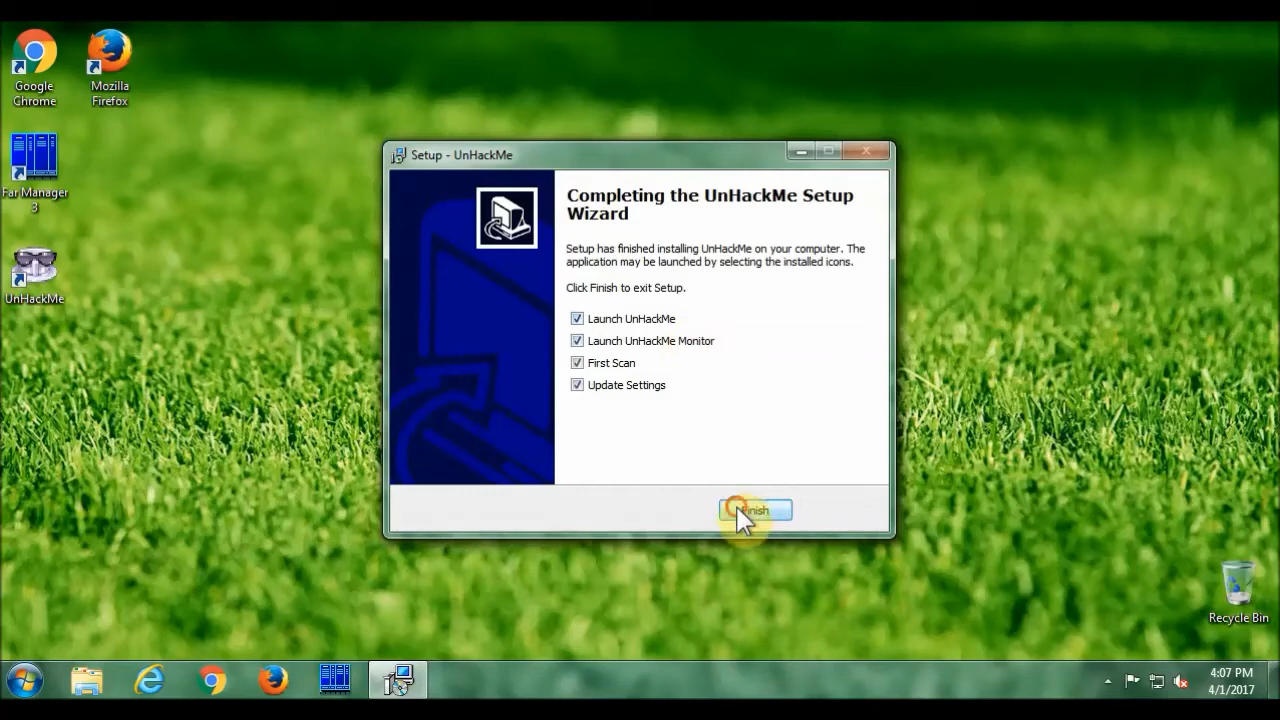 Google
Chrome
Mozilla
Firefox
Far Manager
3
UnHackMe
Setup - UnHackMe
Completing the UnHackMe Setup
Wizard
Setup has finished installing UnHackMe on your computer. The
application may be launched by selecting the installed icons.
Click Finish to exit Setup.
Launch UnHackMe
Launch UnHackMe Monitor
First Scan
Update Settings
Finish
Recycle Bin
4:07 PM
4/1/2017